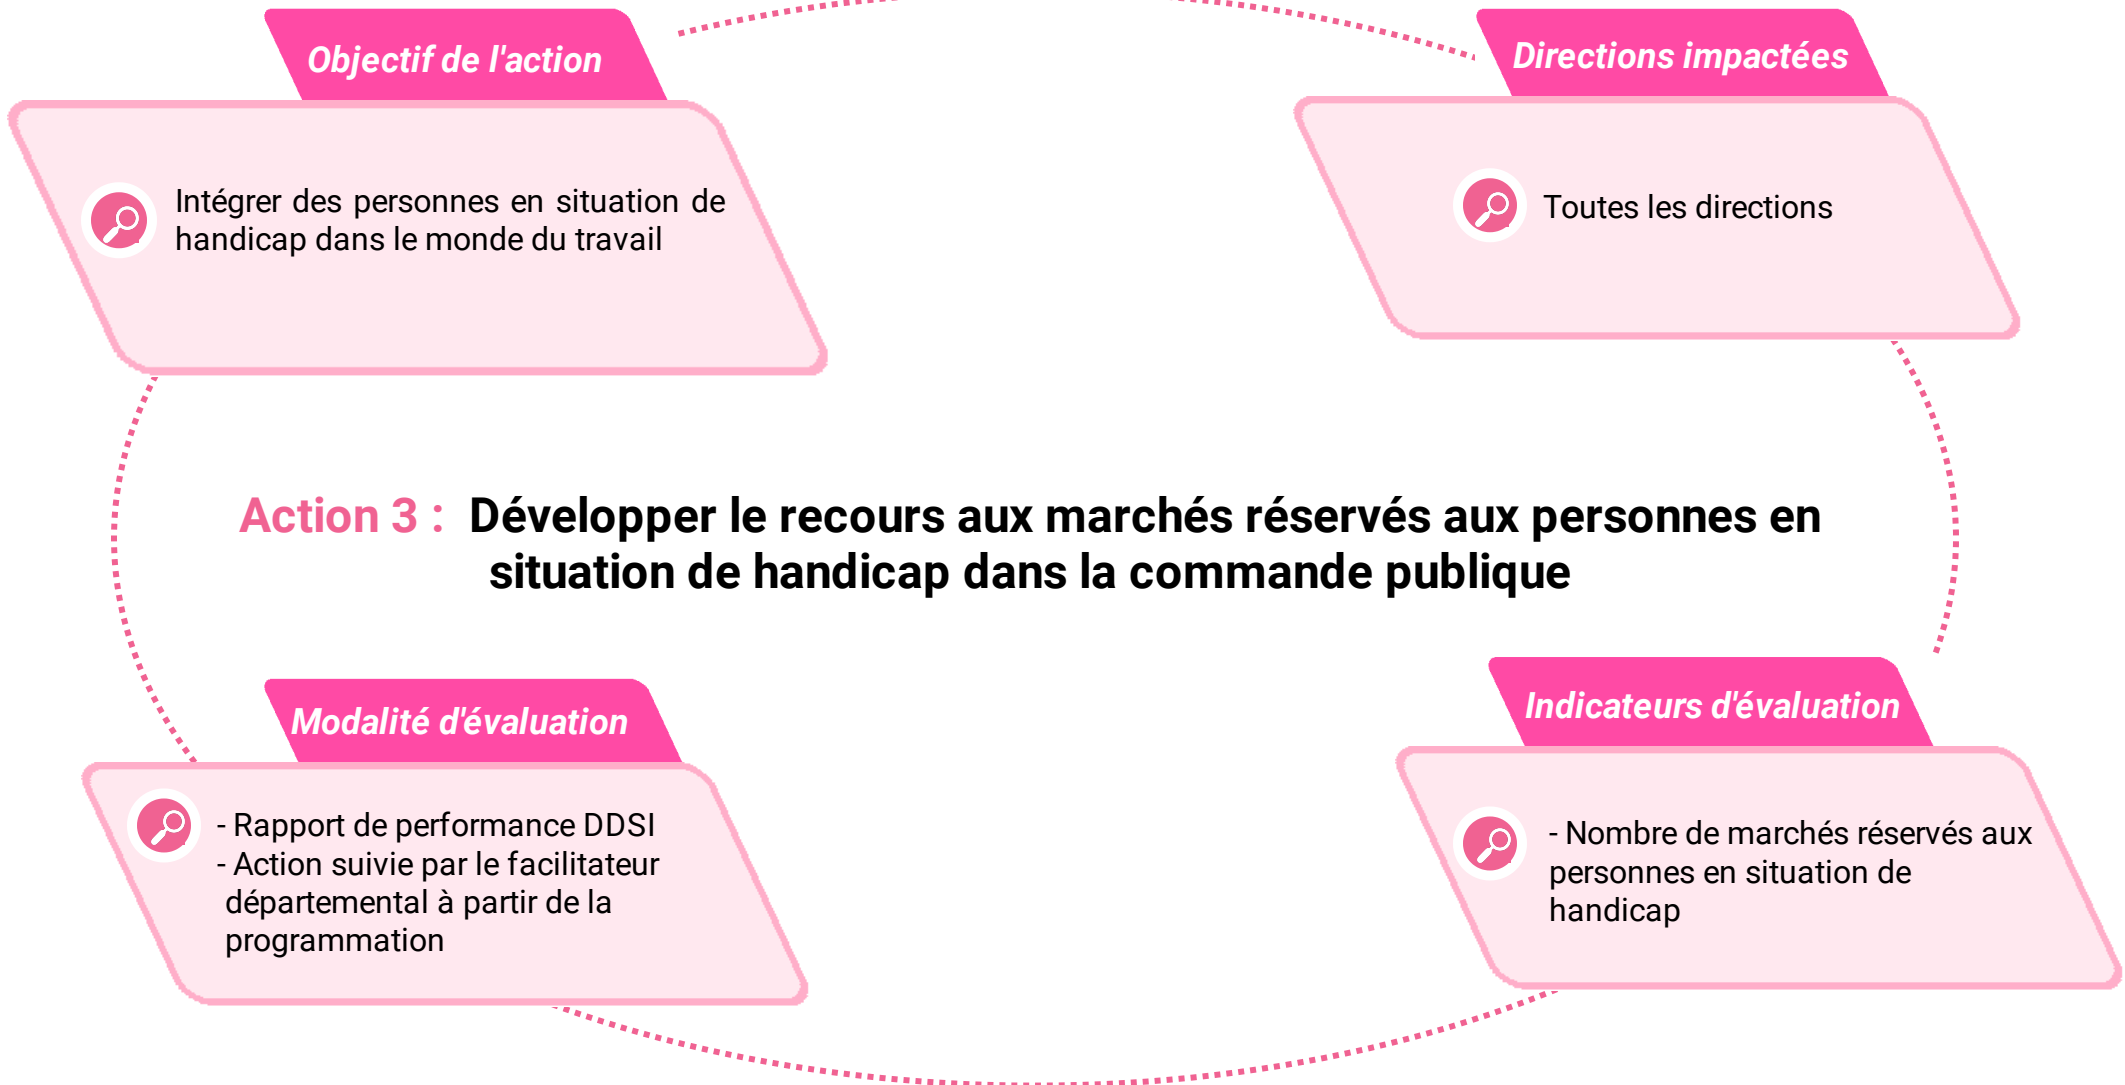 Objectif de l'action
Intégrer des personnes en situation de
handicap dans le monde du travail
Directions impactées
Toutes les directions
Action 3 : Développer le recours aux marchés réservés aux personnes en
situation de handicap dans la commande publique
Modalité d'évaluation
- Rapport de performance DDSI
- Action suivie par le facilitateur
départemental à partir de la
programmation
Indicateurs d'évaluation
- Nombre de marchés réservés aux
personnes en situation de
handicap